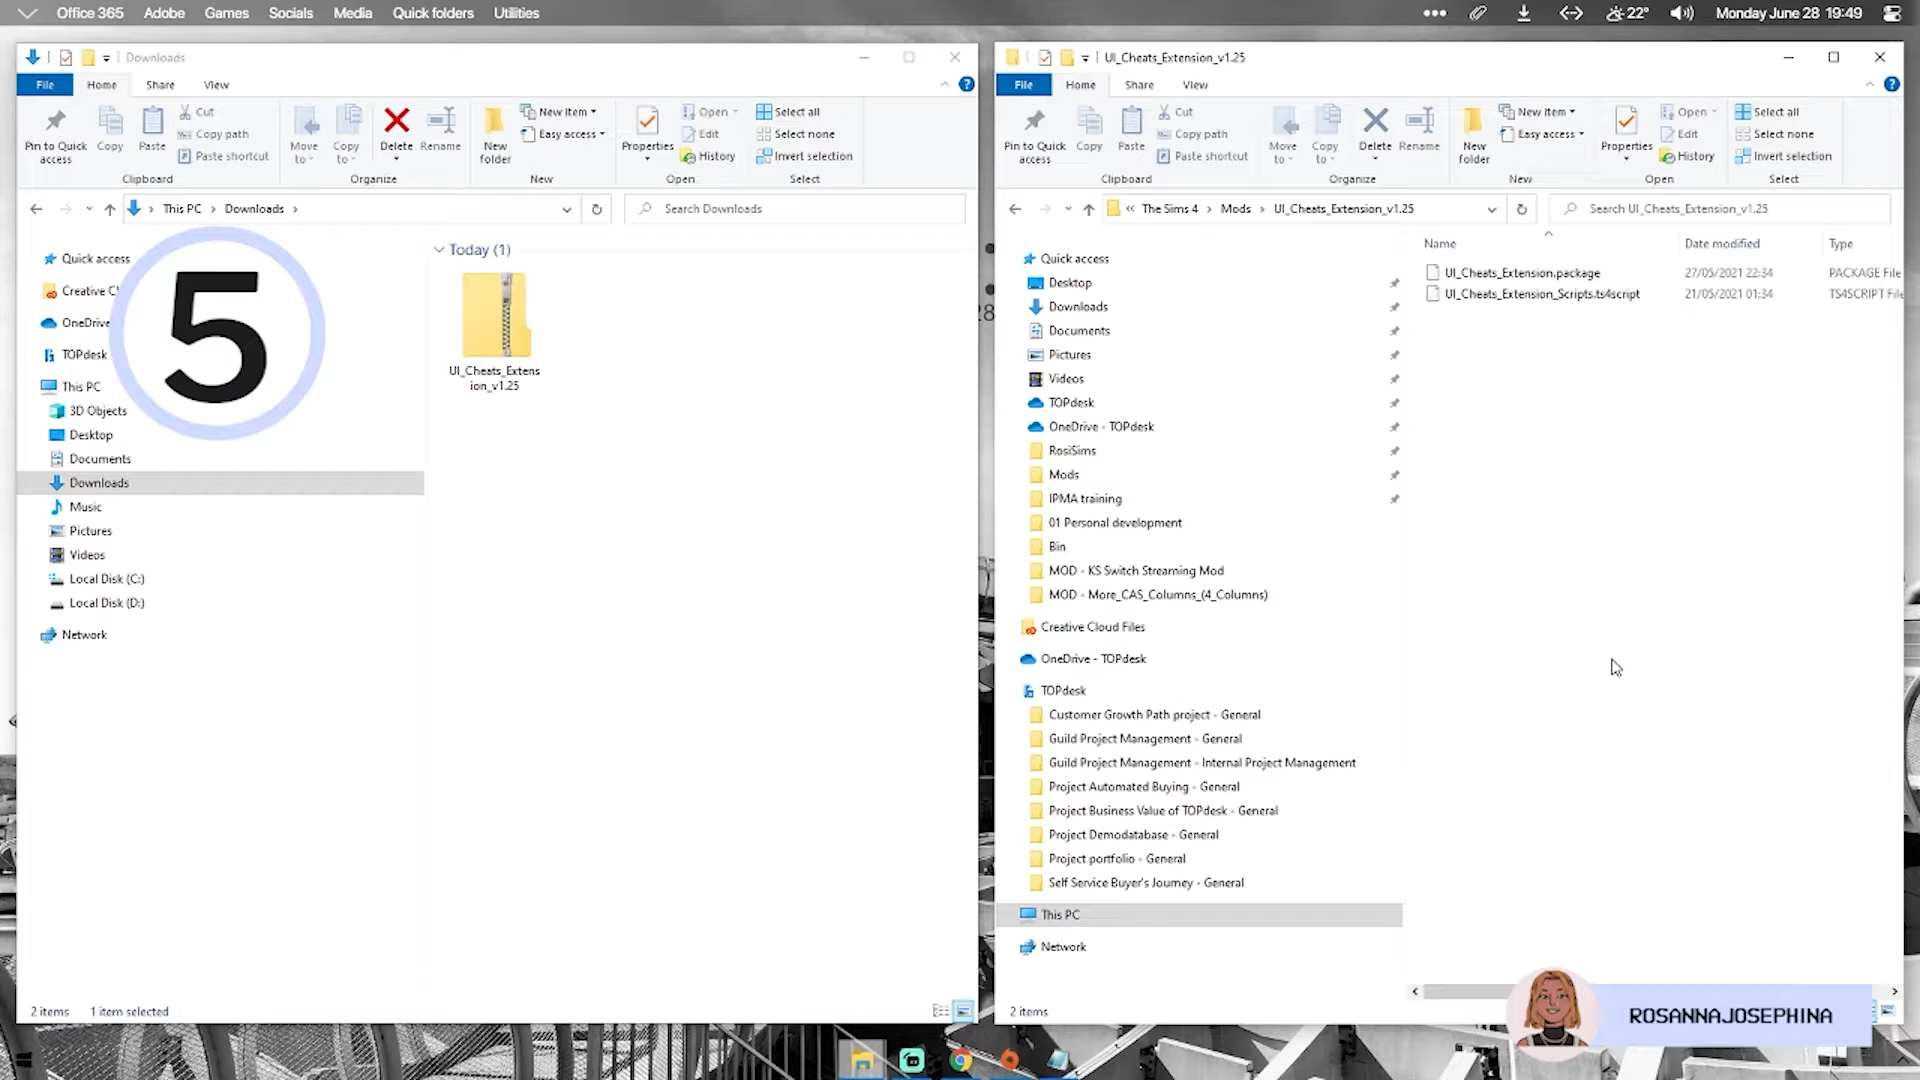 Office 365 Adobe Games Socials Media Quick folders Utilities
22° Monday June 28 19:49
Downloads
File Home Share View
Pin to Quick access
Copy
Paste
Cut
Copy path
Paste shortcut
Clipboard
Move to
Copy to
Delete
Rename
Organize
New folder
New item
Easy access
New
Properties
Open
Edit
History
Open
Select all
Select none
Invert selection
Select
This PC > Downloads >
Search Downloads
Quick access
Creative Cl
OneDrive
TOPdesk
This PC
3D Objects
Desktop
Documents
Downloads
Music
Pictures
Videos
Local Disk (C:)
Local Disk (D:)
Network
5
Today (1)
UI_Cheats_Extens
ion_v1.25
2 items 1 item selected
UI_Cheats_Extension_v1.25
File Home Share View
Pin to Quick access
Copy
Paste
Cut
Copy path
Paste shortcut
Clipboard
Move to
Copy to
Delete
Rename
Organize
New folder
New item
Easy access
New
Properties
Open
Edit
History
Open
Select all
Select none
Invert selection
Select
« The Sims 4 > Mods > UI_Cheats_Extension_v1.25
Search UI_Cheats_Extension_v1.25
Quick access
Desktop
Downloads
Documents
Pictures
Videos
TOPdesk
OneDrive - TOPdesk
RosiSims
Mods
IPMA training
01 Personal development
Bin
MOD - KS Switch Streaming Mod
MOD - More_CAS_Columns_(4_Columns)
Creative Cloud Files
OneDrive - TOPdesk
TOPdesk
Customer Growth Path project - General
Guild Project Management - General
Guild Project Management - Internal Project Management
Project Automated Buying - General
Project Business Value of TOPdesk - General
Project Demodatabase - General
Project portfolio - General
Self Service Buyer's Journey - General
This PC
Network
Name Date modified Type
UI_Cheats_Extension.package 27/05/2021 22:34 PACKAGE File
UI_Cheats_Extension_Scripts.ts4script 21/05/2021 01:34 TS4SCRIPT File
2 items
ROSANNAJOSEPHINA